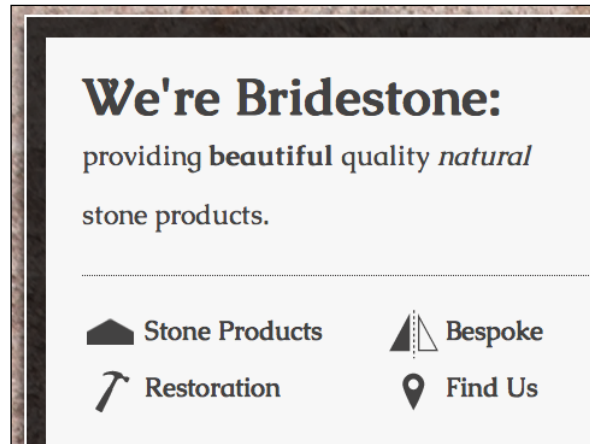 We're Bridestone:
providing beautiful quality natural
stone products.
Stone Products
Bespoke
Restoration
Find Us